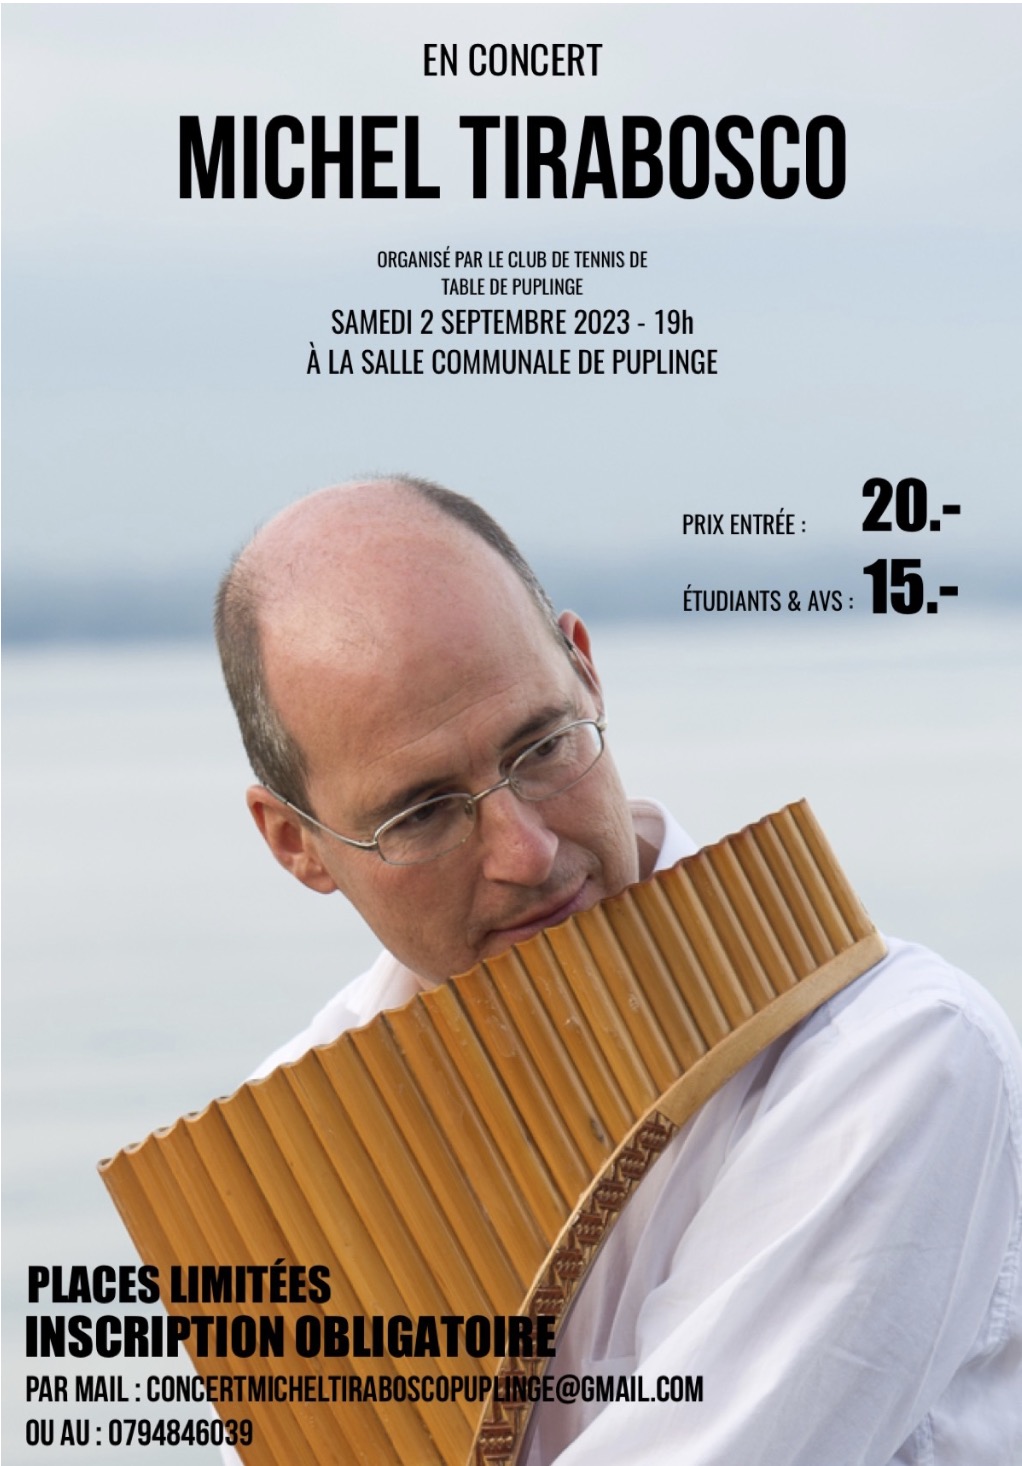 EN CONCERT
MICHEL TIRABOSCO
ORGANISÉ PAR LE CLUB DE TENNIS DE
TABLE DE PUPLINGE
SAMEDI 2 SEPTEMBRE 2023 - 19h
À LA SALLE COMMUNALE DE PUPLINGE
PRIX ENTRÉE : 20.-
ÉTUDIANTS & AVS : 15.-
PLACES LIMITÉES
INSCRIPTION OBLIGATOIRE
PAR MAIL : CONCERTMICHELTIRABOSCOPUPLINGE@GMAIL.COM
OU AU : 0794846039